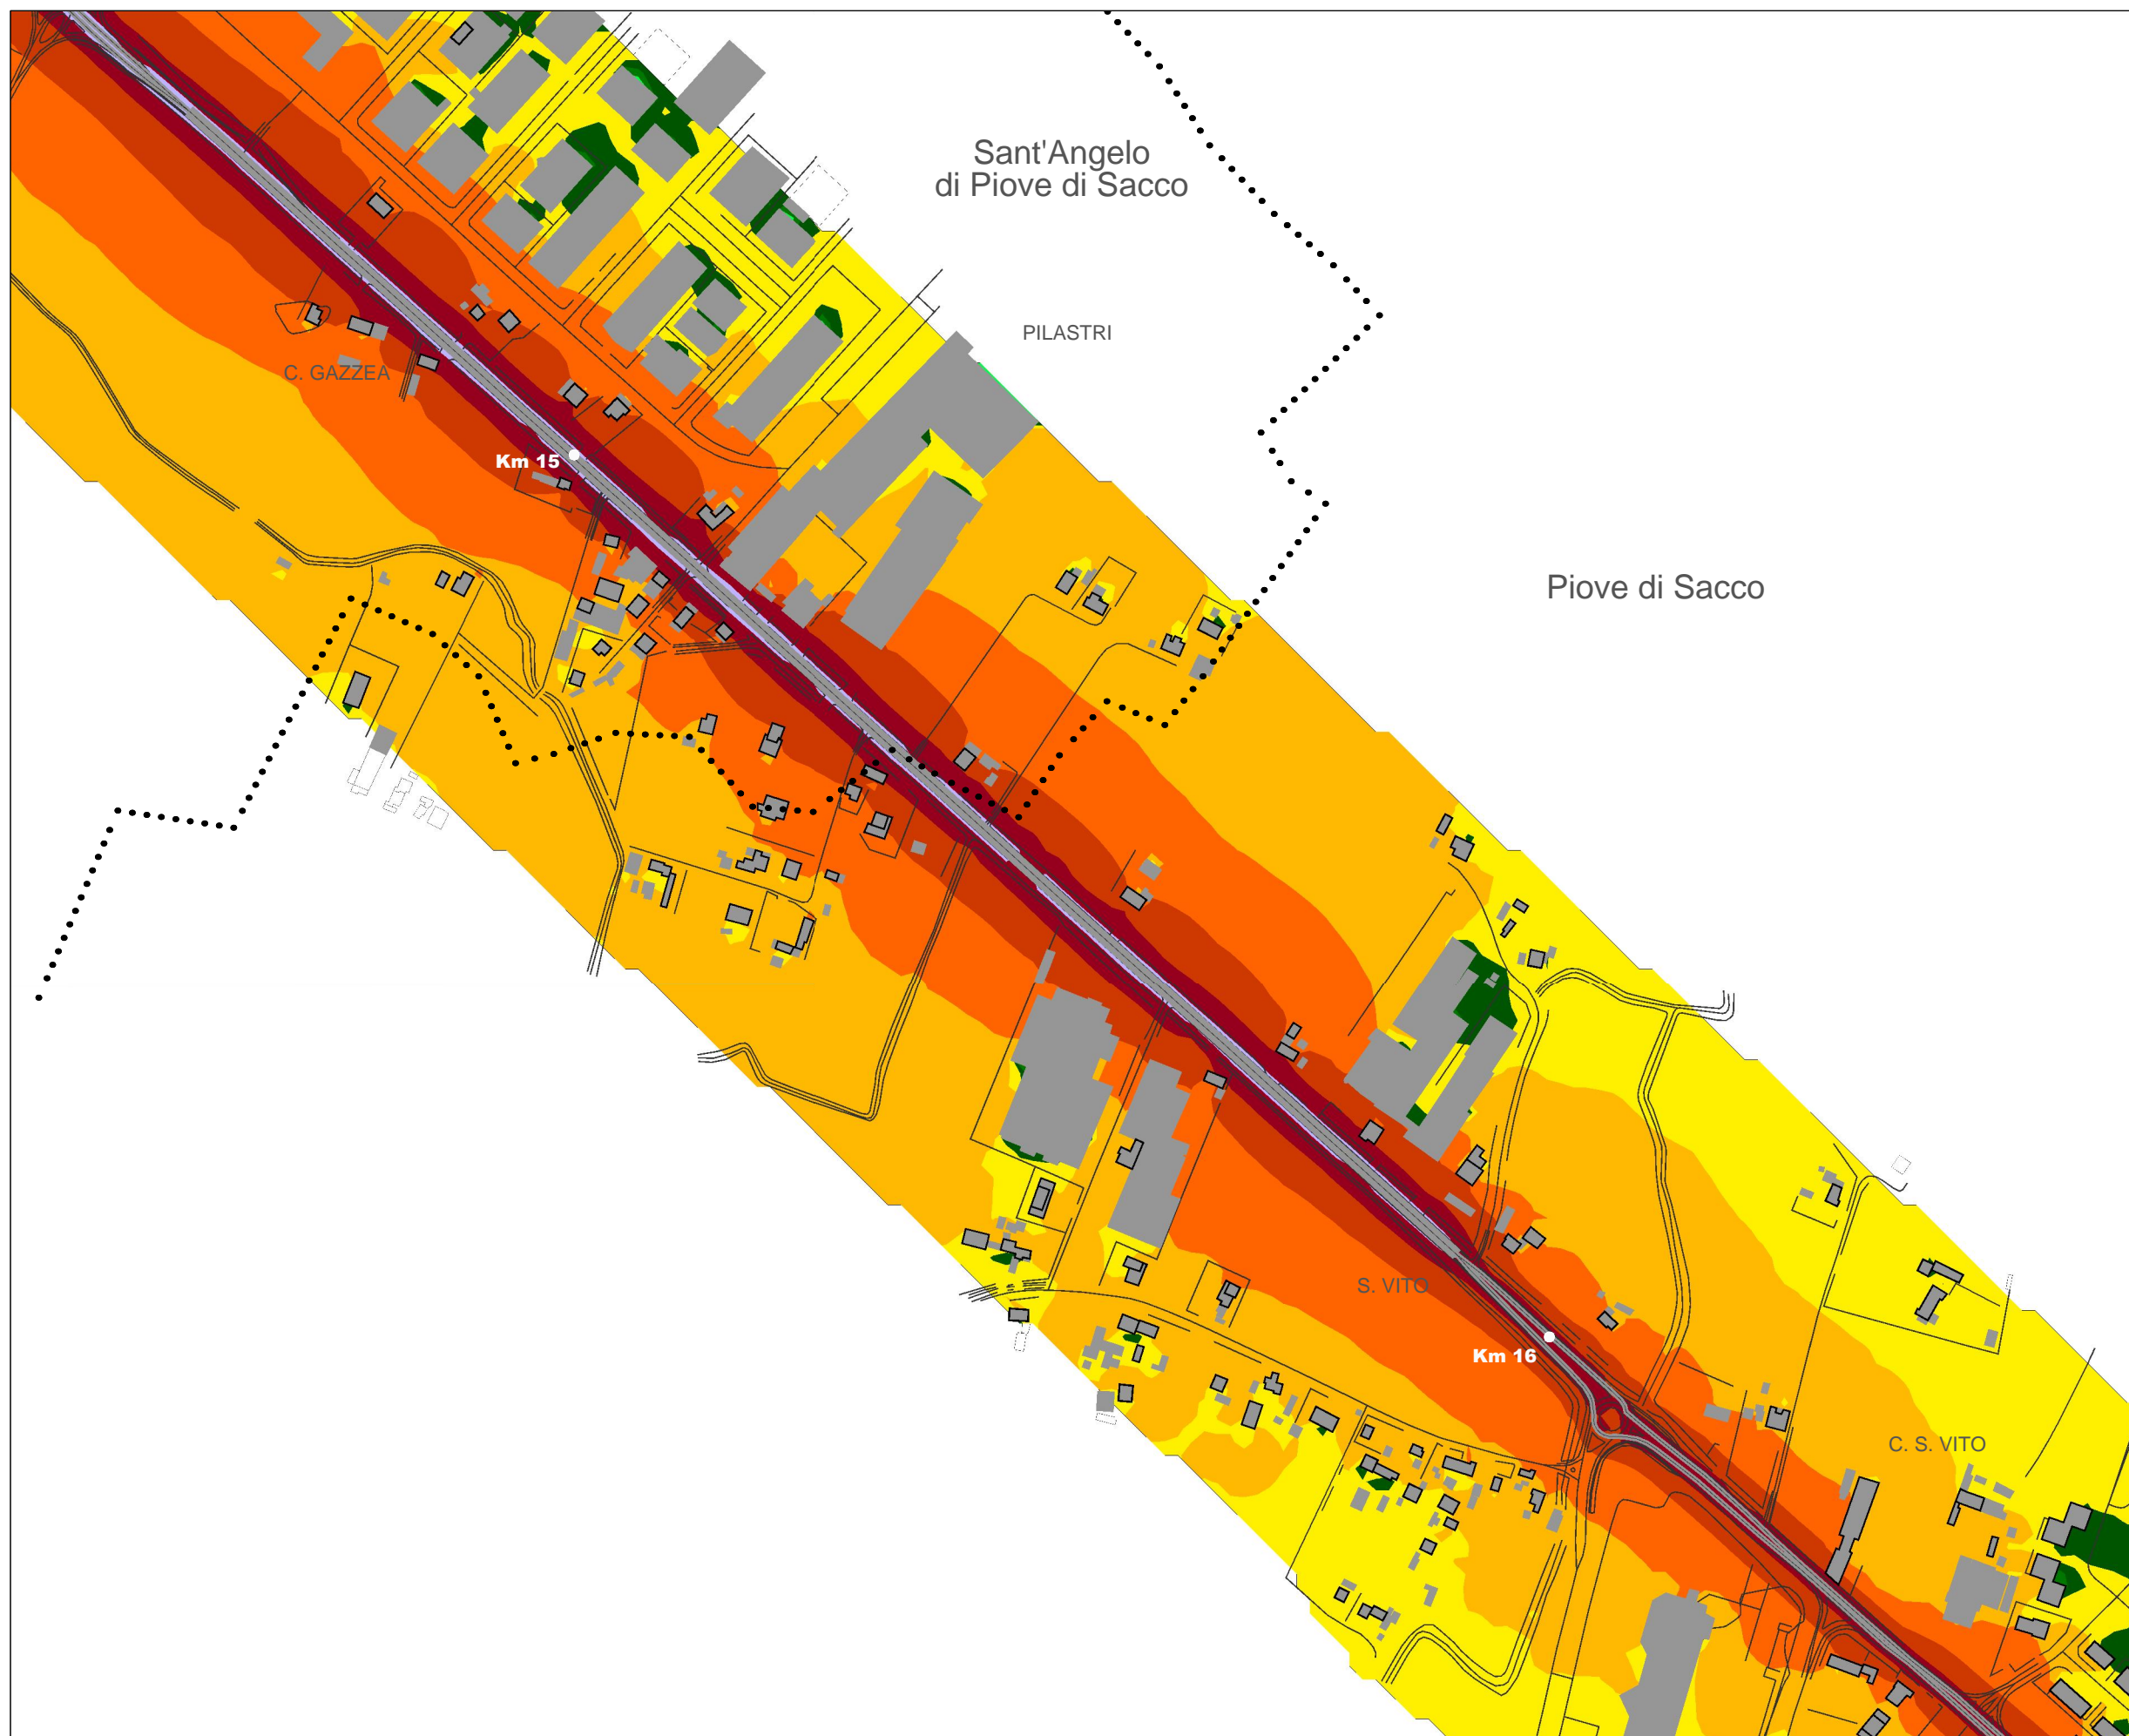 Sant'Angelo
di Piove di Sacco
PILASTRI
C. GAZZEA
Km 15
Piove di Sacco
S. VITO
Km 16
C. S. VITO